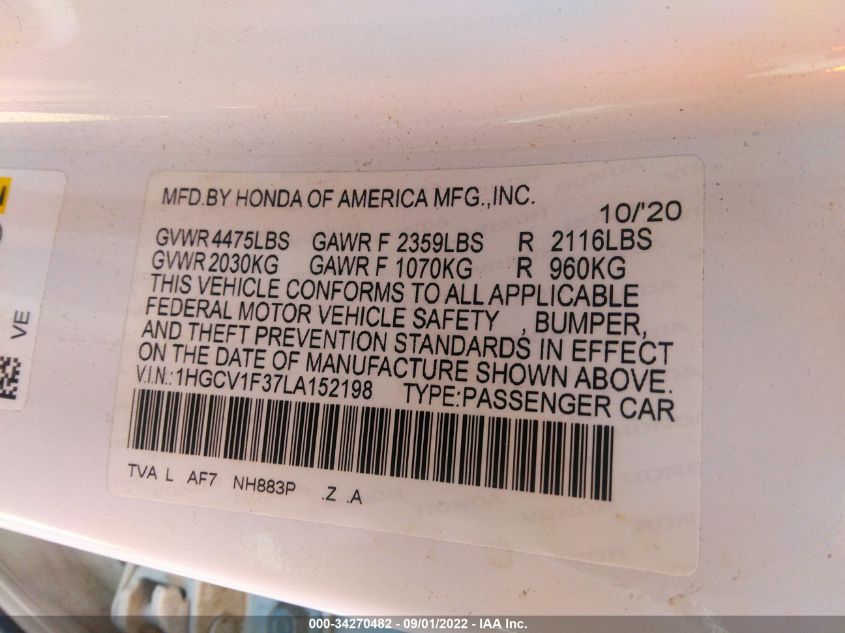 MFD.BY HONDA OF AMERICA MFG.,INC.
10/'20
GVWR 4475LBS GAWR F 2359LBS R 2116LBS
GVWR 2030KG GAWR F 1070KG R 960KG
THIS VEHICLE CONFORMS TO ALL APPLICABLE
FEDERAL MOTOR VEHICLE SAFETY , BUMPER,
AND THEFT PREVENTION STANDARDS IN EFFECT
ON THE DATE OF MANUFACTURE SHOWN ABOVE.
V.I.N.:1HGCV1F37LA152198 TYPE:PASSENGER CAR
TVA L AF7 NH883P .Z .A
VE
000-34270482 - 09/01/2022 - IAA Inc.